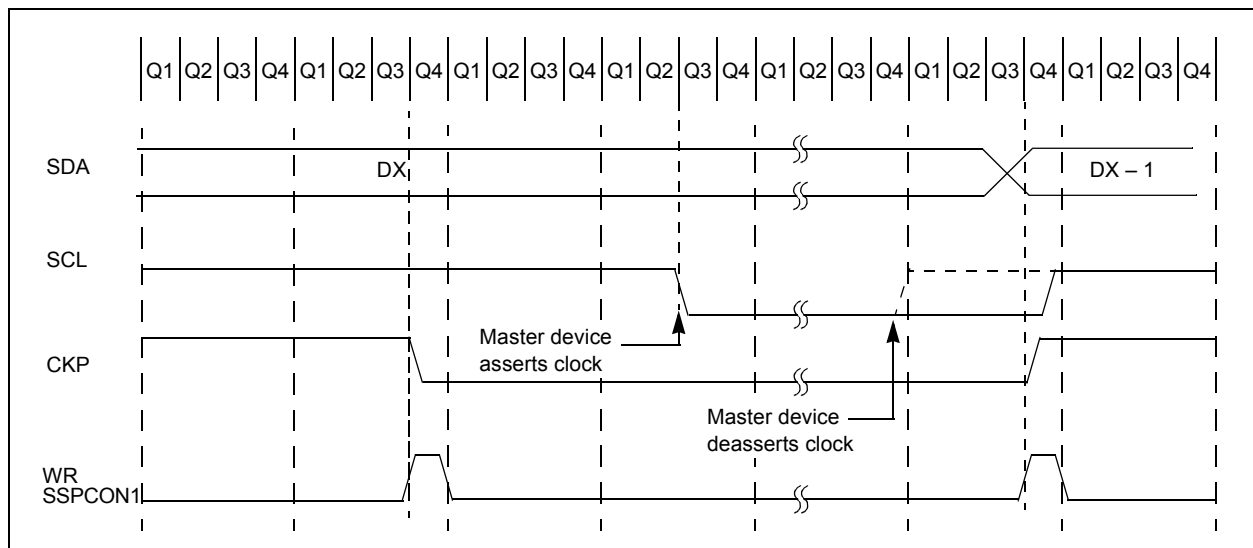 Q1 Q2 Q3 Q4 Q1 Q2 Q3 Q4 Q1 Q2 Q3 Q4 Q1 Q2 Q3 Q4 Q1 Q2 Q3 Q4 Q1 Q2 Q3 Q4 Q1 Q2 Q3 Q4
SDA
DX
DX – 1
SCL
Master device
asserts clock
CKP
Master device
deasserts clock
WR
SSPCON1